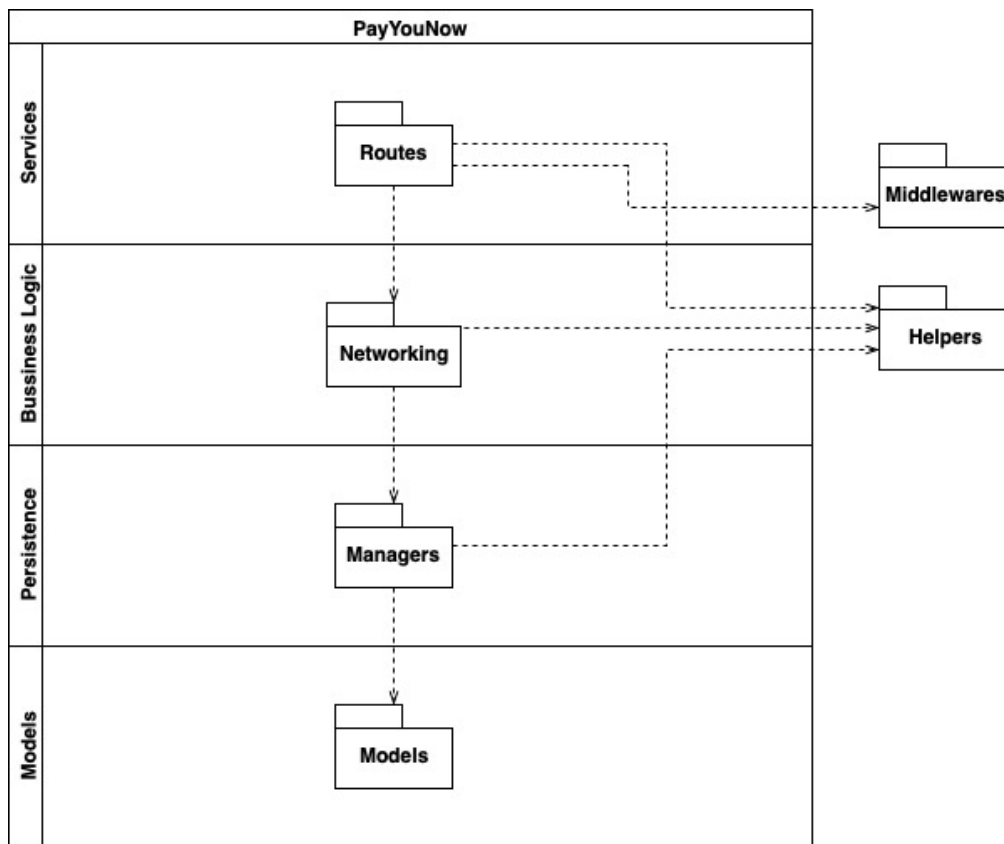 PayYouNow
Services
Routes
Middlewares
Bussiness Logic
Networking
Helpers
Persistence
Managers
Models
Models